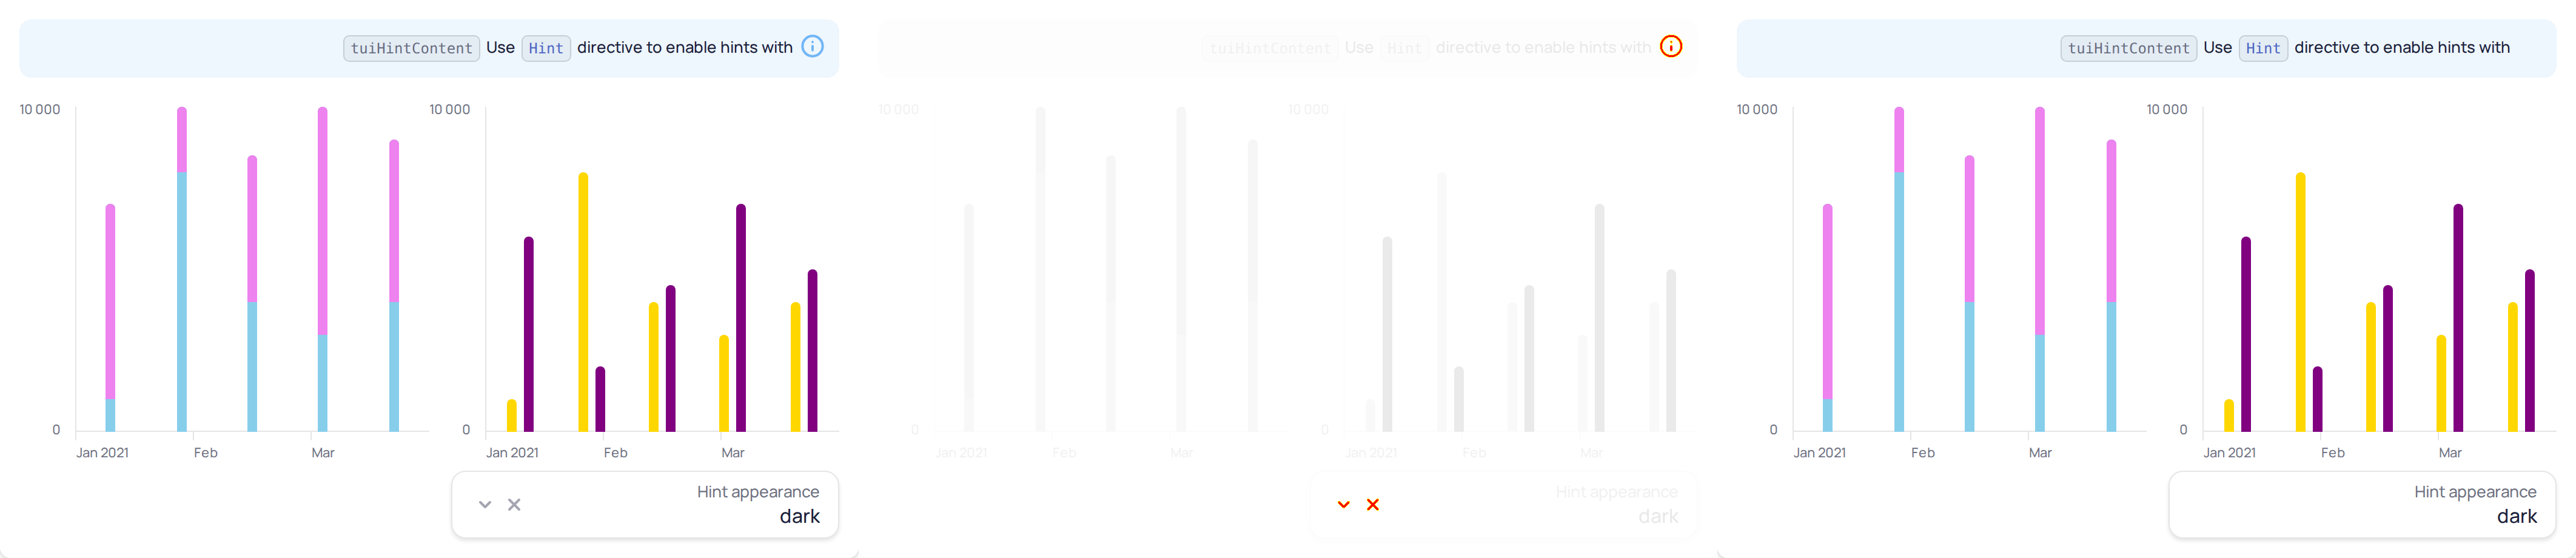 tuiHintContent Use Hint directive to enable hints with
10 000
0
Jan 2021 Feb Mar
10 000
0
Jan 2021 Feb Mar
Hint appearance
dark
tuiHintContent Use Hint directive to enable hints with
10 000
0
Jan 2021 Feb Mar
10 000
0
Jan 2021 Feb Mar
Hint appearance
dark
tuiHintContent Use Hint directive to enable hints with
10 000
0
Jan 2021 Feb Mar
10 000
0
Jan 2021 Feb Mar
Hint appearance
dark